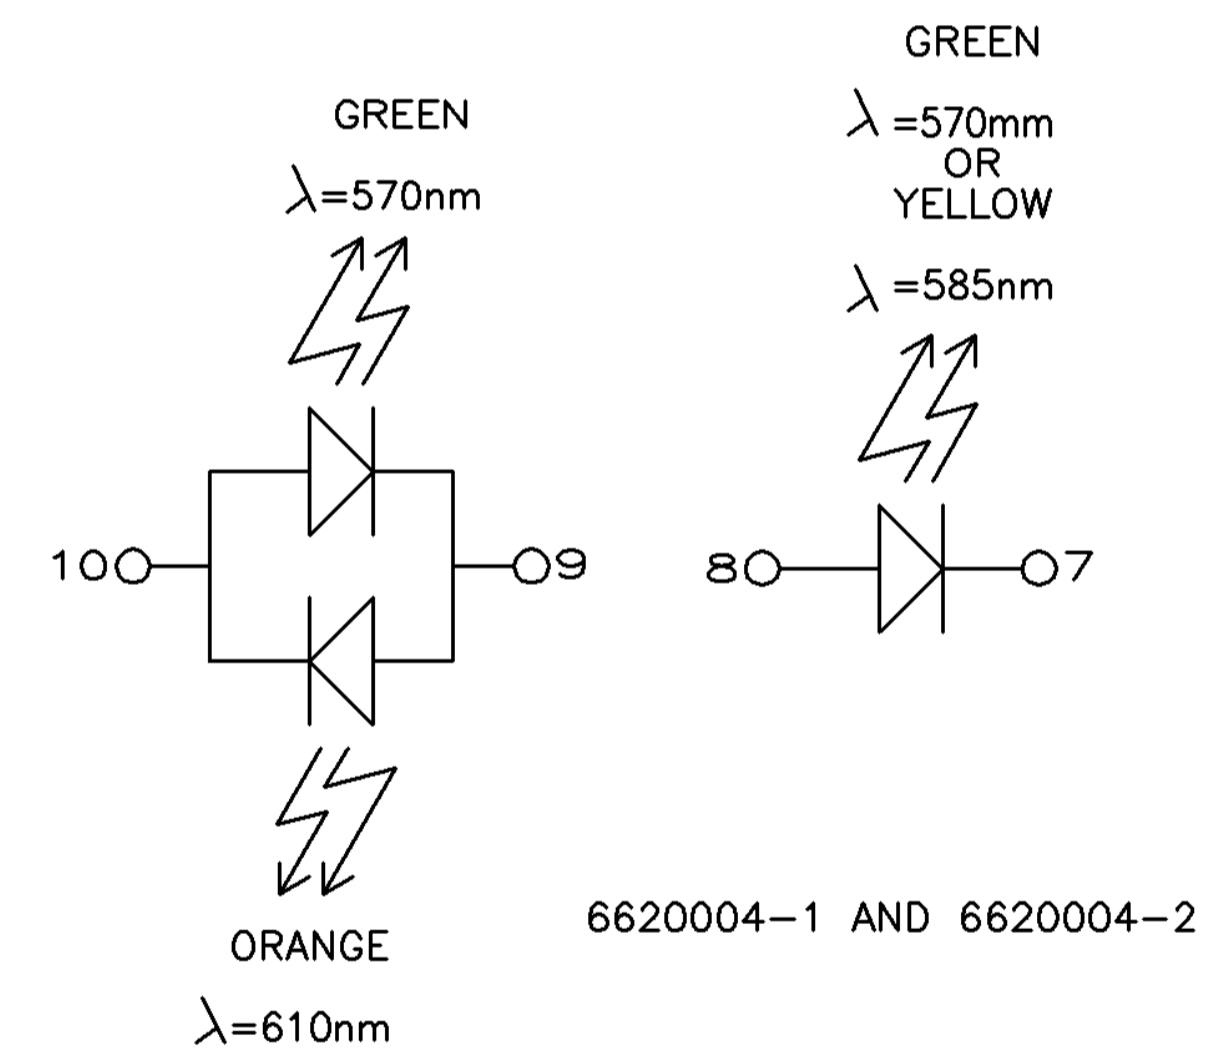 GREEN
λ=570nm
10
9
ORANGE
λ=610nm
GREEN
λ =570mm
OR
YELLOW
λ =585nm
8
7
6620004-1 AND 6620004-2